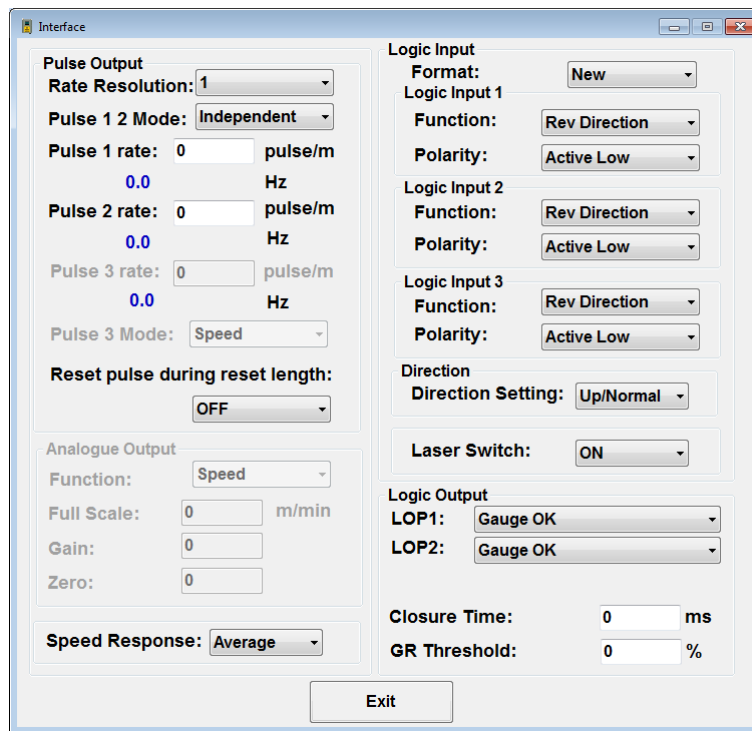 Interface
Pulse Output
Rate Resolution: 1
Pulse 1 2 Mode: Independent
Pulse 1 rate: 0 pulse/m
0.0 Hz
Pulse 2 rate: 0 pulse/m
0.0 Hz
Pulse 3 rate: 0 pulse/m
0.0 Hz
Pulse 3 Mode: Speed
Reset pulse during reset length:
OFF
Analogue Output
Function: Speed
Full Scale: 0 m/min
Gain: 0
Zero: 0
Speed Response: Average
Logic Input
Format: New
Logic Input 1
Function: Rev Direction
Polarity: Active Low
Logic Input 2
Function: Rev Direction
Polarity: Active Low
Logic Input 3
Function: Rev Direction
Polarity: Active Low
Direction
Direction Setting: Up/Normal
Laser Switch: ON
Logic Output
LOP1: Gauge OK
LOP2: Gauge OK
Closure Time: 0 ms
GR Threshold: 0 %
Exit